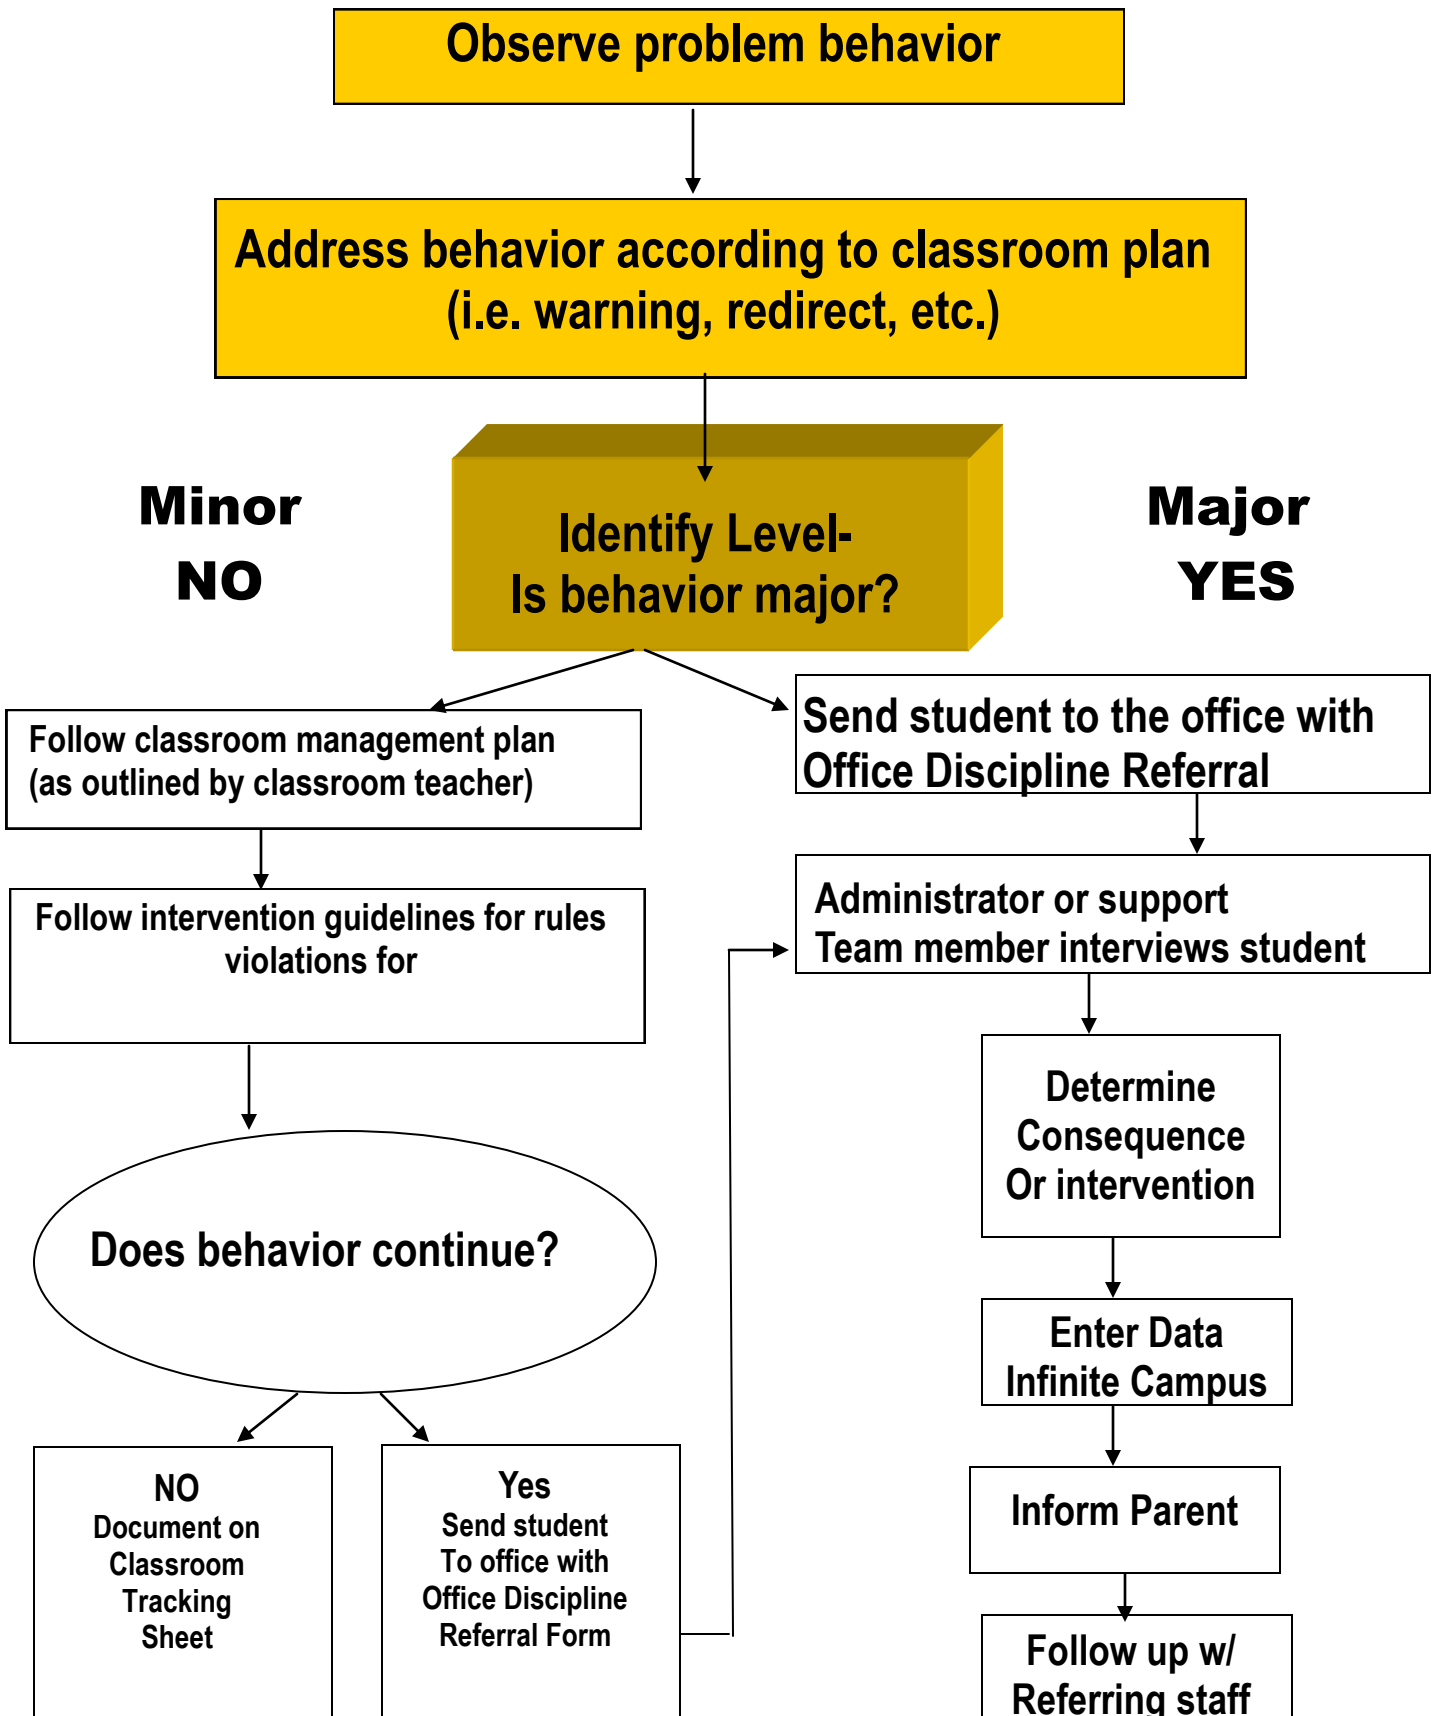 Observe problem behavior
Address behavior according to classroom plan
(i.e. warning, redirect, etc.)
Minor
NO
Identify Level-
Is behavior major?
Major
YES
Follow classroom management plan
(as outlined by classroom teacher)
Follow intervention guidelines for rules
violations for
Does behavior continue?
NO
Document on
Classroom
Tracking
Sheet
Yes
Send student
To office with
Office Discipline
Referral Form
Send student to the office with
Office Discipline Referral
Administrator or support
Team member interviews student
Determine
Consequence
Or intervention
Enter Data
Infinite Campus
Inform Parent
Follow up w/
Referring staff